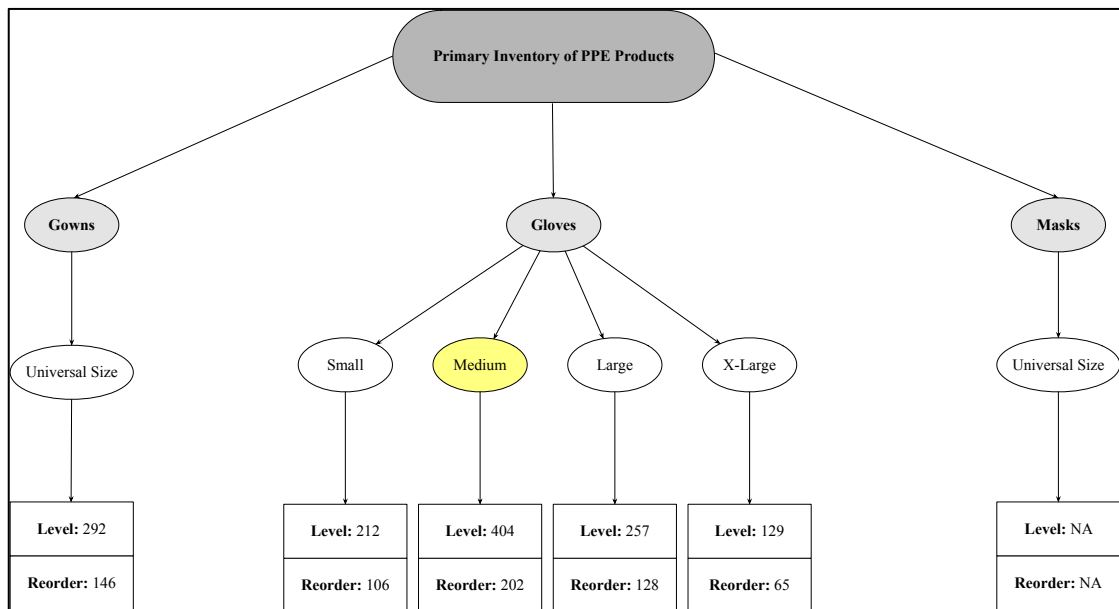 Primary Inventory of PPE Products
Gowns
Gloves
Masks
Universal Size
Small
Medium
Large
X-Large
Universal Size
Level: 292
Reorder: 146
Level: 212
Reorder: 106
Level: 404
Reorder: 202
Level: 257
Reorder: 128
Level: 129
Reorder: 65
Level: NA
Reorder: NA